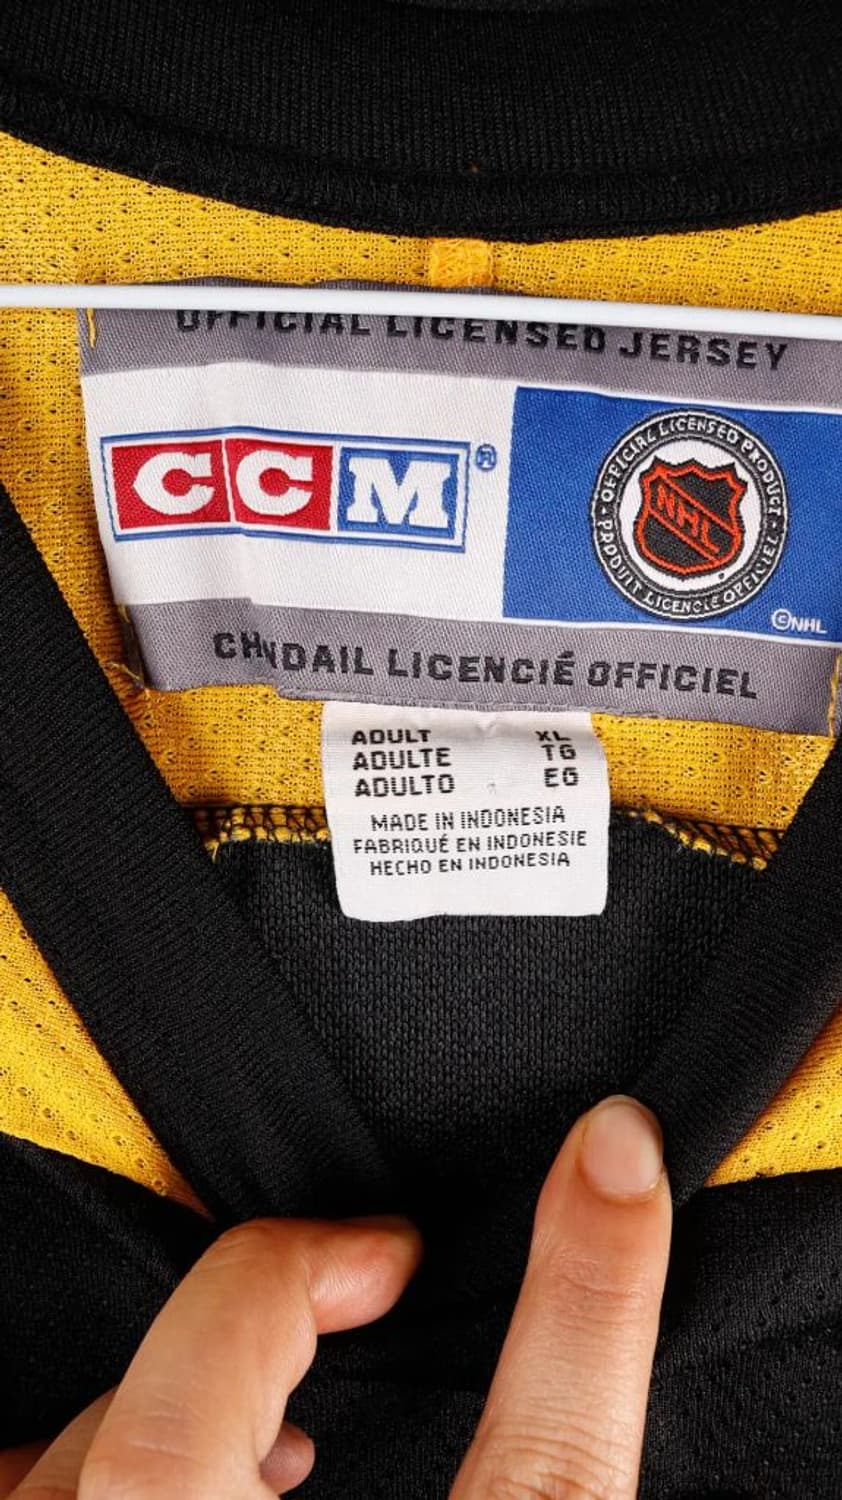 OFFICIAL LICENSED JERSEY
CCM®
OFFICIAL LICENSED PRODUCT
NHL
PRODUIT LICENCIE OFFICIEL
©NHL
CHANDAIL LICENCIÉ OFFICIEL
ADULT XL
ADULTE TG
ADULTO EG
MADE IN INDONESIA
FABRIQUÉ EN INDONESIE
HECHO EN INDONESIA